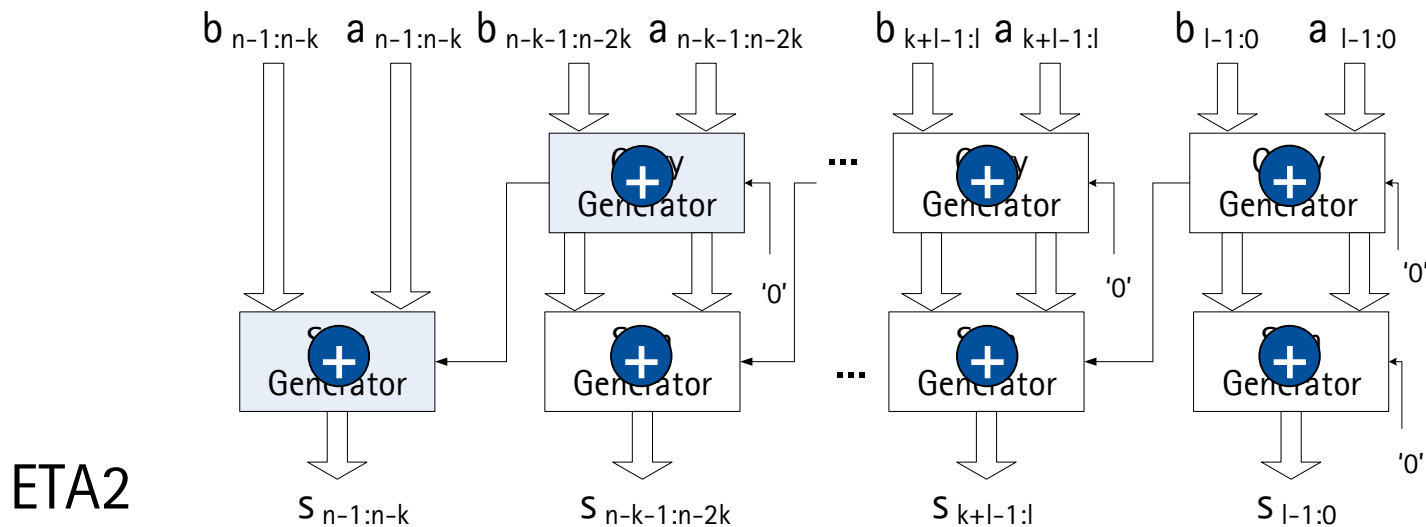 b n-1:n-k a n-1:n-k b n-k-1:n-2k a n-k-1:n-2k b k+l-1:l a k+l-1:l b l-1:0 a l-1:0
... 
Generator Generator Generator
'0' '0' '0'
... 
Generator Generator Generator Generator
'0'
ETA2
s n-1:n-k s n-k-1:n-2k s k+l-1:l s l-1:0